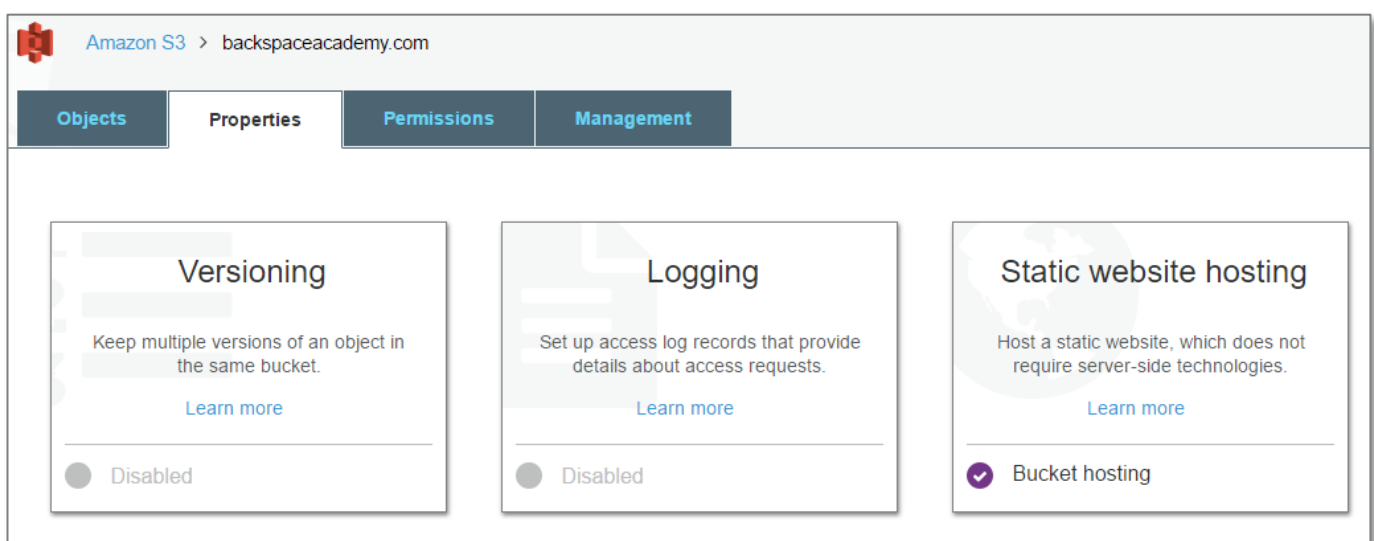 Amazon S3 > backspaceacademy.com
Objects Properties Permissions Management
Versioning
Keep multiple versions of an object in
the same bucket.
Learn more
Disabled
Logging
Set up access log records that provide
details about access requests.
Learn more
Disabled
Static website hosting
Host a static website, which does not
require server-side technologies.
Learn more
Bucket hosting